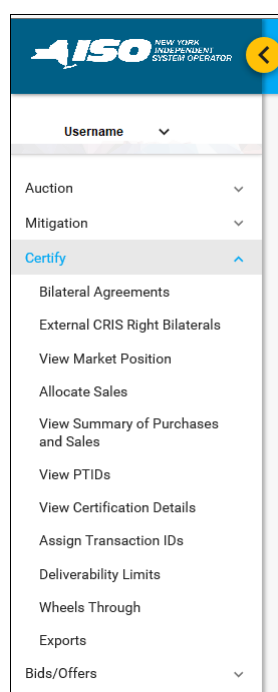 ISO
NEW YORK
INDEPENDENT
SYSTEM OPERATOR
Username
Auction
Mitigation
Certify
Bilateral Agreements
External CRIS Right Bilaterals
View Market Position
Allocate Sales
View Summary of Purchases
and Sales
View PTIDs
View Certification Details
Assign Transaction IDs
Deliverability Limits
Wheels Through
Exports
Bids/Offers